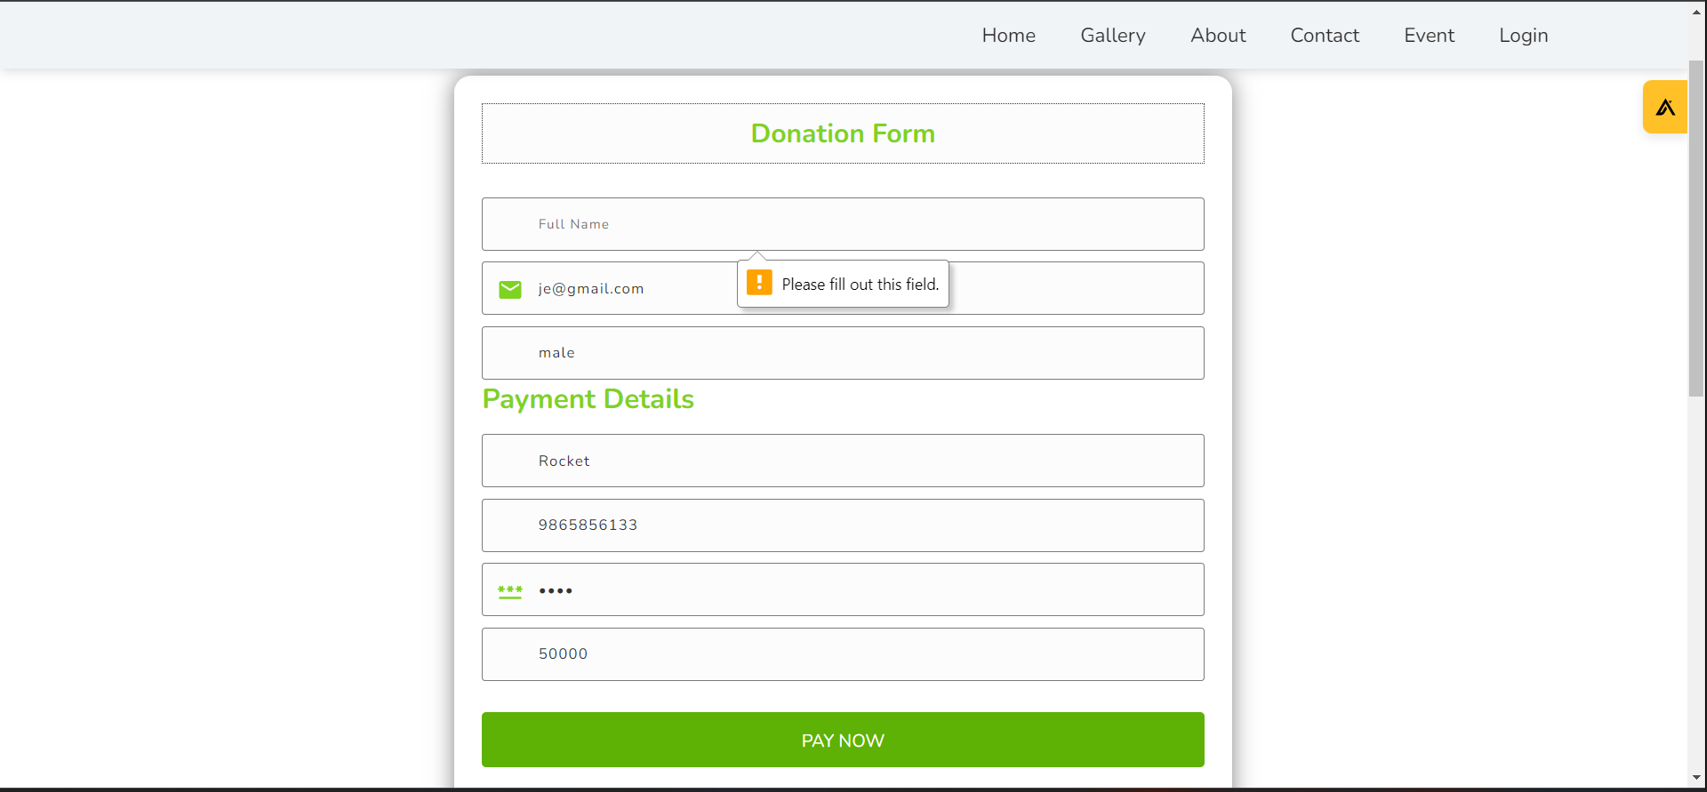 Home Gallery About Contact Event Login
Donation Form
Full Name
Please fill out this field.
je@gmail.com
male
Payment Details
Rocket
9865856133
••••
50000
PAY NOW